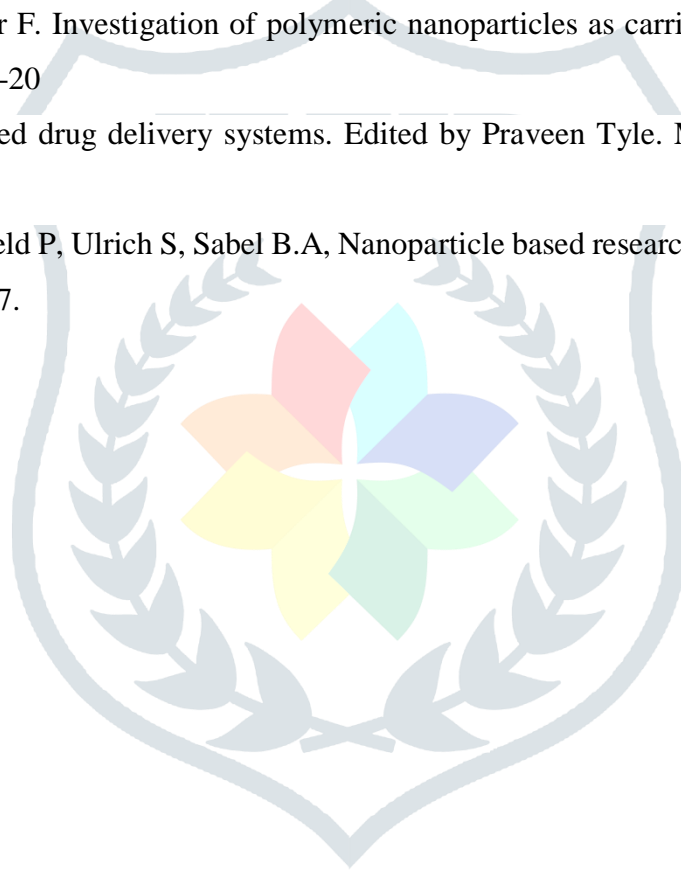 r F. Investigation of polymeric nanoparticles as carri
-20
ed drug delivery systems. Edited by Praveen Tyle. M
eld P, Ulrich S, Sabel B.A, Nanoparticle based researc
7.